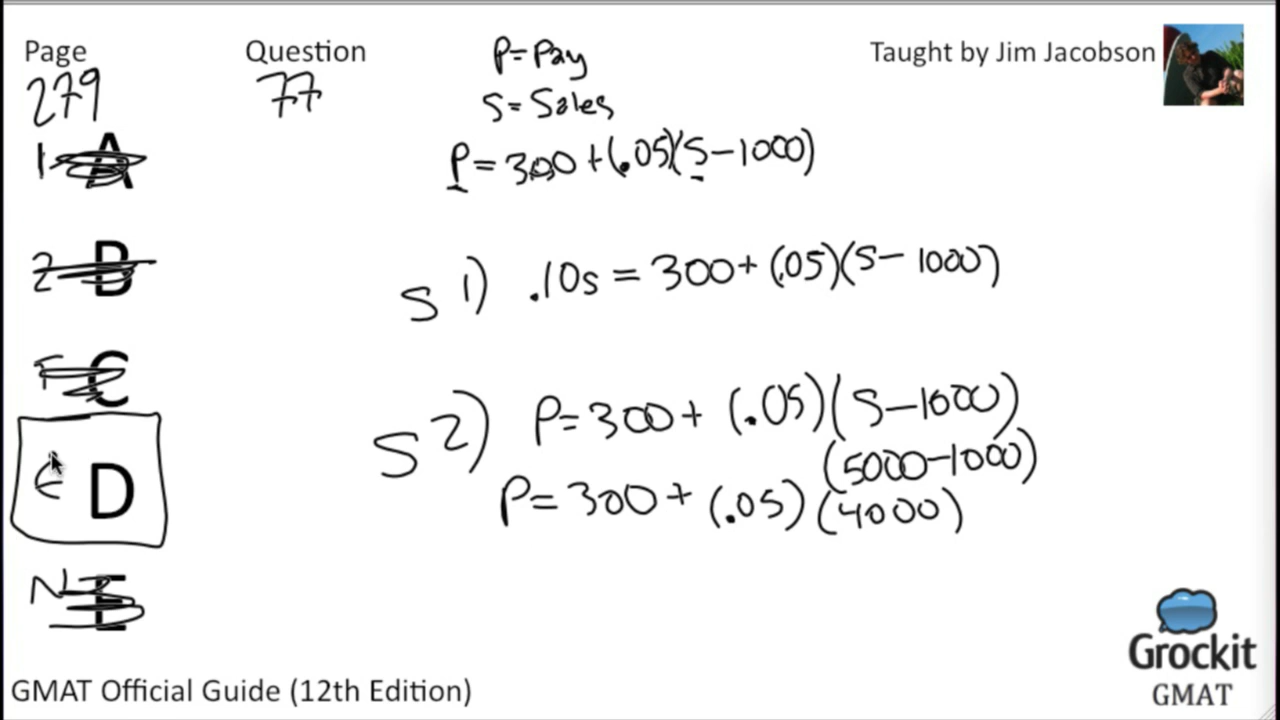 Page Question P=Pay Taught by Jim Jacobson
279 77 S=Sales
P=300+(.05)(S-1000)
1 A
2 B
T C
E D
N E
S 1) .10s = 300+(.05)(S-1000)
S 2) P=300+(.05)(S-1000)
(5000-1000)
P=300+(.05)(4000)
Grockit
GMAT
GMAT Official Guide (12th Edition)